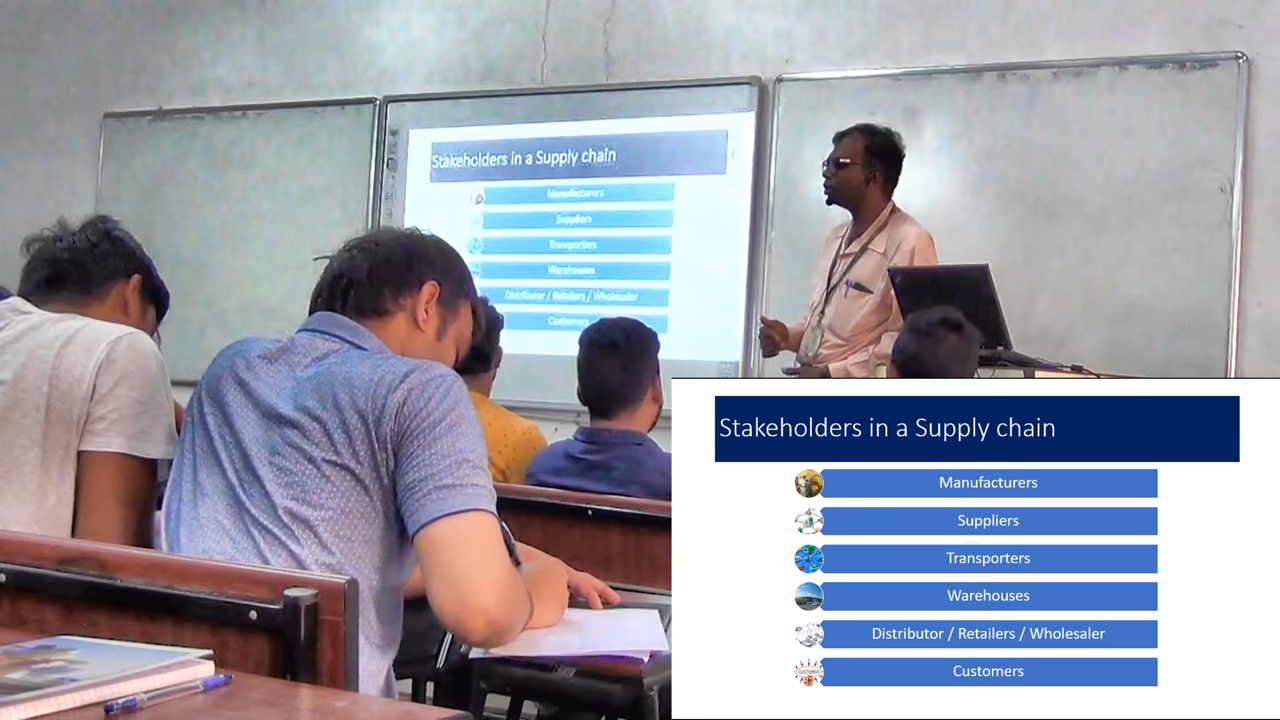 Stakeholders in a Supply chain
Manufacturers
Suppliers
Transporters
Warehouses
Distributor / Retailers / Wholesaler
Customers
Stakeholders in a Supply chain
Manufacturers
Suppliers
Transporters
Warehouses
Distributor / Retailers / Wholesaler
Customers
CUSTOMER